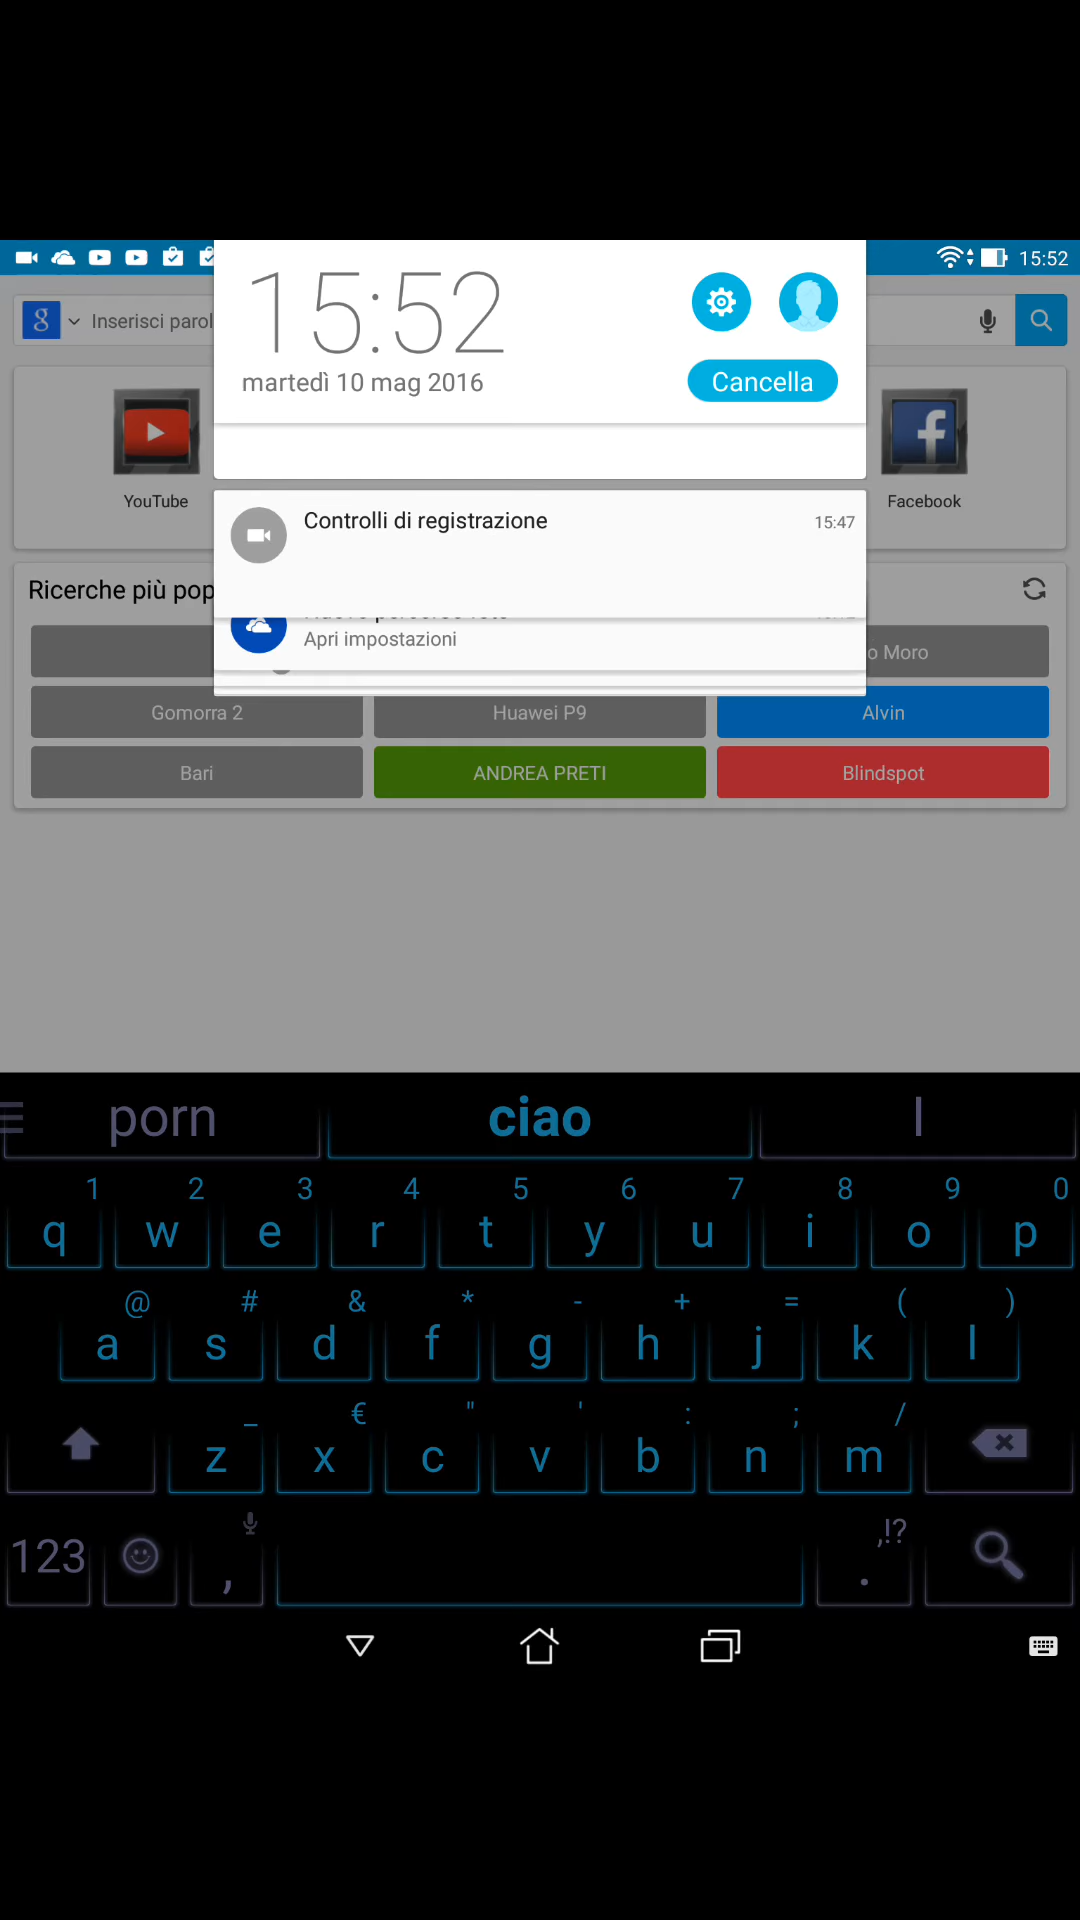 15:52
15:52
martedì 10 mag 2016
Cancella
g Inserisci parol
YouTube
Facebook
Controlli di registrazione 15:47
Apri impostazioni
Ricerche più pop
o Moro
Gomorra 2 Huawei P9 Alvin
Bari ANDREA PRETI Blindspot
porn ciao I
1 2 3 4 5 6 7 8 9 0
q w e r t y u i o p
@ # & * - + = ( )
a s d f g h j k l
_ € " ' : ; /
z x c v b n m
,!?
123 , .